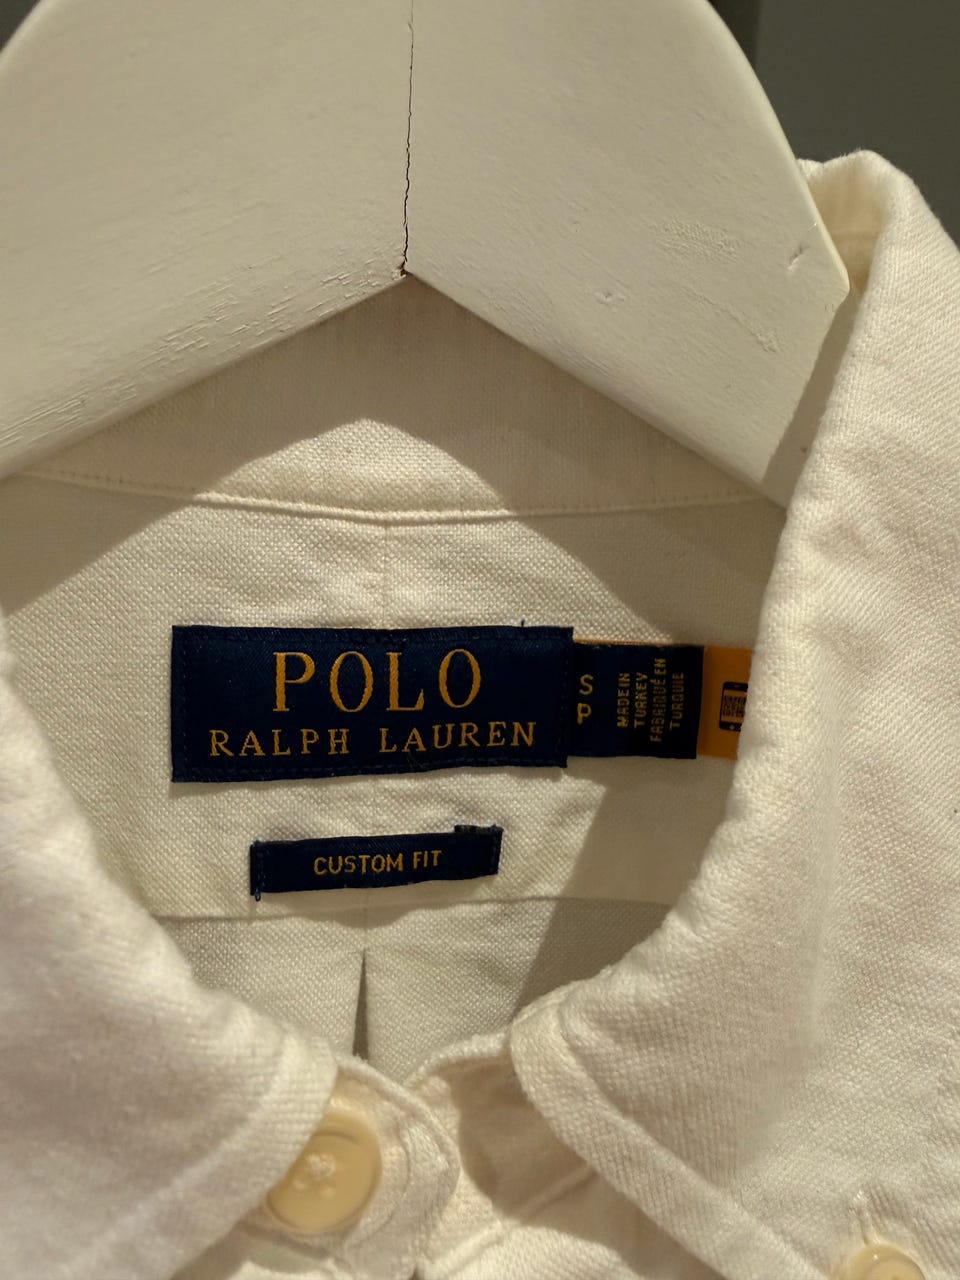 POLO
RALPH LAUREN
S
P
MADE IN
TURKEY
FABRIQUÉ EN
TURQUIE
CUSTOM FIT